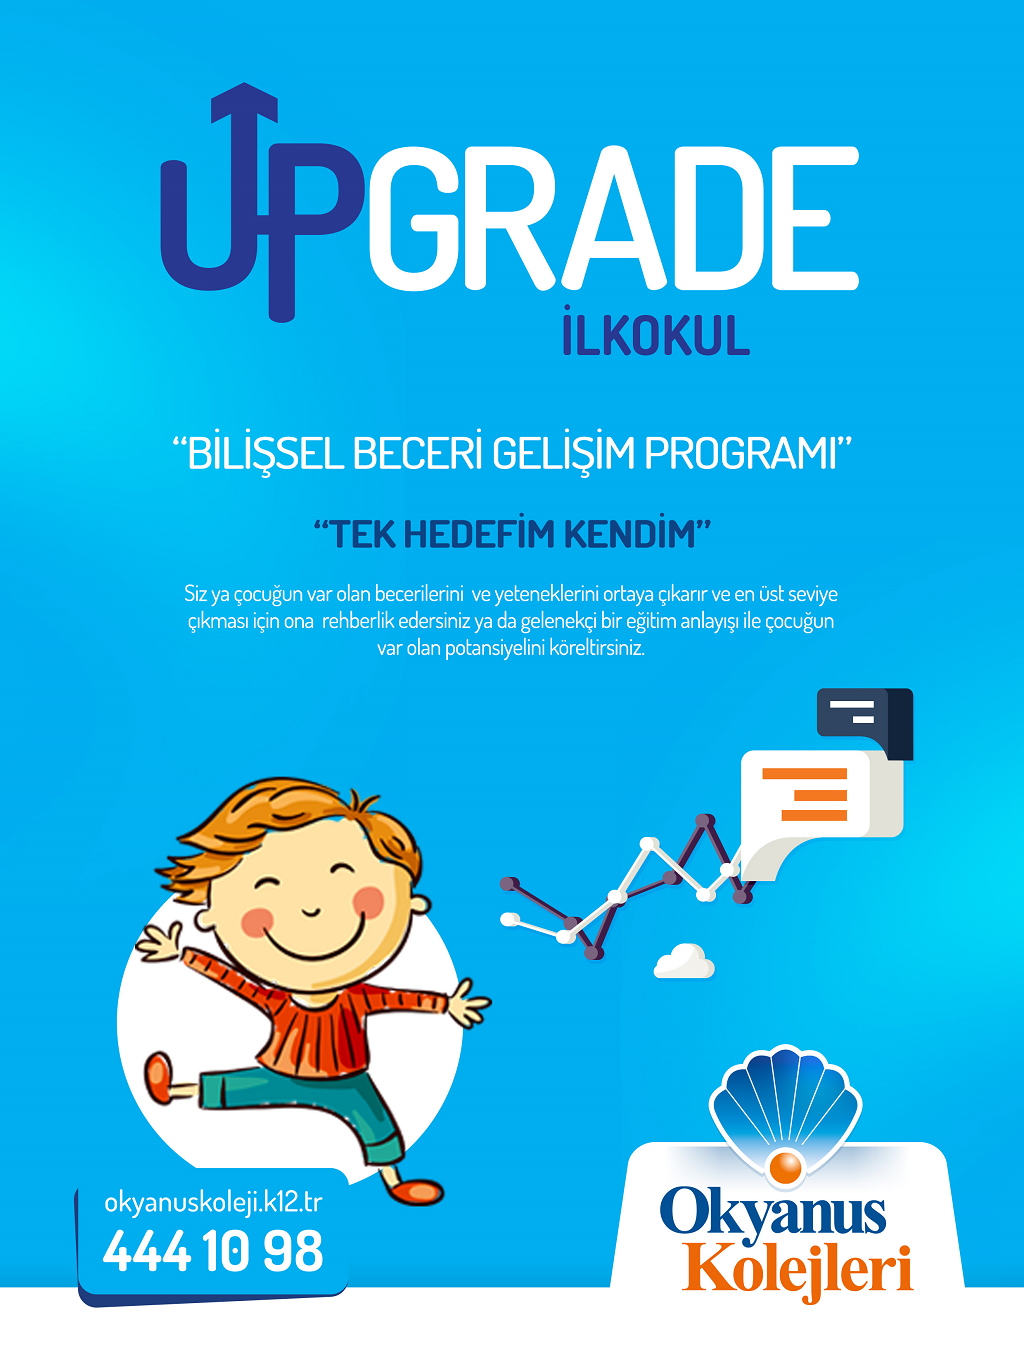 UPGRADE
İLKOKUL
“BİLİŞSEL BECERİ GELİŞİM PROGRAMI”
“TEK HEDEFİM KENDİM”
Siz ya çocuğun var olan becerilerini ve yeteneklerini ortaya çıkarır ve en üst seviye
çıkması için ona rehberlik edersiniz ya da gelenekçi bir eğitim anlayışı ile çocuğun
var olan potansiyelini köreltirsiniz.
okyanuskoleji.k12.tr
444 10 98
Okyanus
Kolejleri